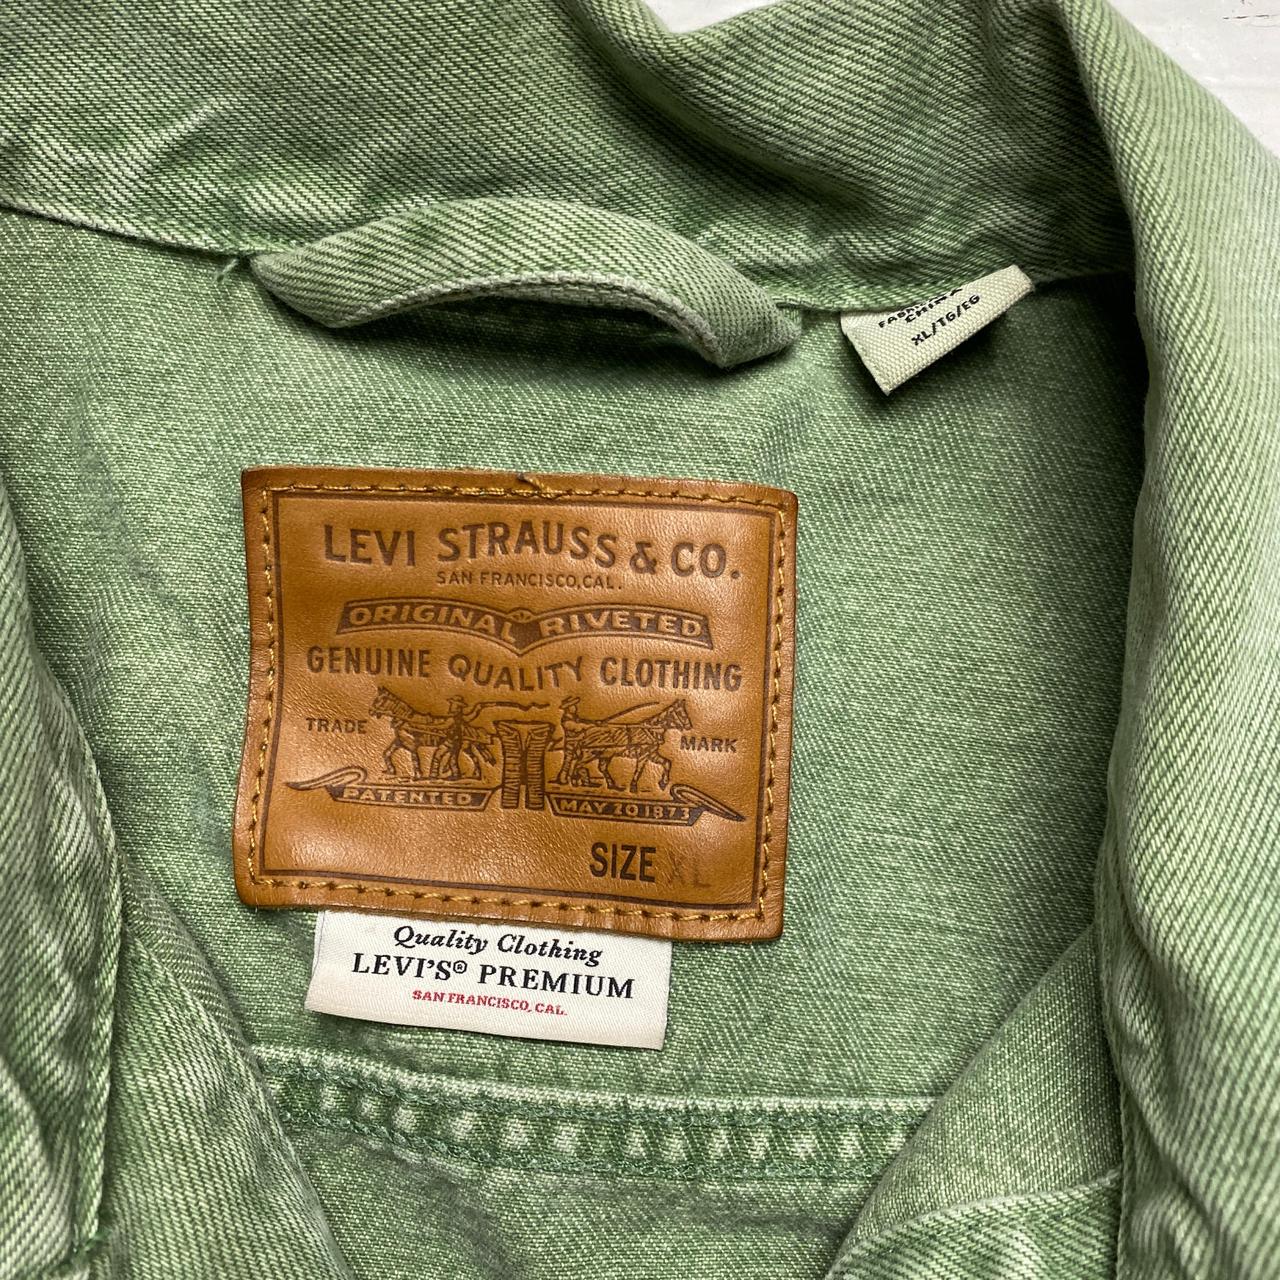 CHINA
XL/TG/EG
LEVI STRAUSS & CO.
SAN FRANCISCO, CAL.
ORIGINAL RIVETED
GENUINE QUALITY CLOTHING
TRADE MARK
PATENTED MAY 20 1873
SIZE XL
Quality Clothing
LEVI'S® PREMIUM
SAN FRANCISCO, CAL.